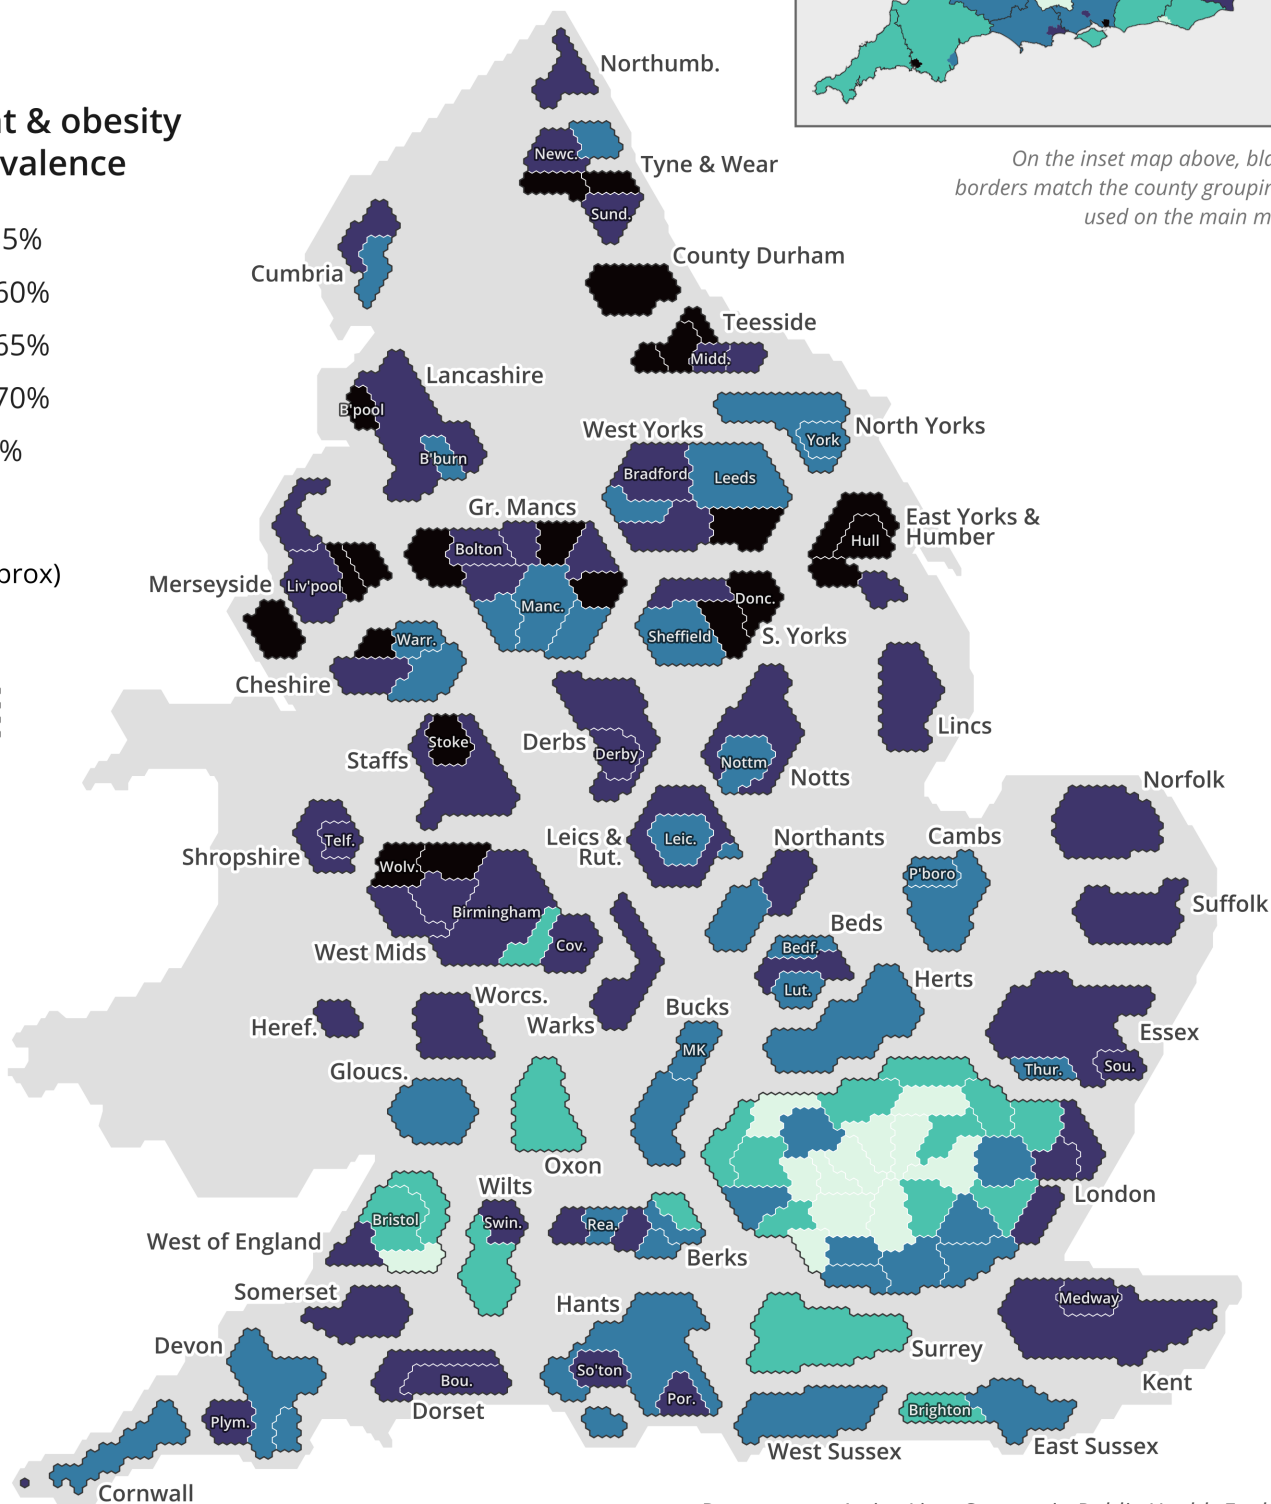 t & obesity
valence
5%
60%
65%
70%
%
prox)
On the inset map above, bla
borders match the county groupin
used on the main m
Northumb.
Newc.
Tyne & Wear
Sund.
Cumbria
County Durham
Teesside
Midd.
Lancashire
B'pool
B'burn
North Yorks
York
West Yorks
Bradford
Leeds
Gr. Mancs
Bolton
Manc.
East Yorks &
Humber
Hull
Merseyside
Liv'pool
Donc.
Sheffield
S. Yorks
Warr.
Cheshire
Lincs
Stoke
Staffs
Derbs
Derby
Nottm
Notts
Norfolk
Telf.
Shropshire
Leics &
Rut.
Leic.
Northants
Cambs
P'boro
Suffolk
Wolv.
Birmingham
Cov.
West Mids
Beds
Bedf.
Lut.
Herts
Worcs.
Heref.
Warks
Bucks
MK
Essex
Thur.
Sou.
Gloucs.
Oxon
London
Wilts
Swin.
Bristol
West of England
Rea.
Berks
Somerset
Hants
Medway
Devon
So'ton
Surrey
Kent
Bou.
Por.
Dorset
Plym.
Brighton
West Sussex
East Sussex
Cornwall